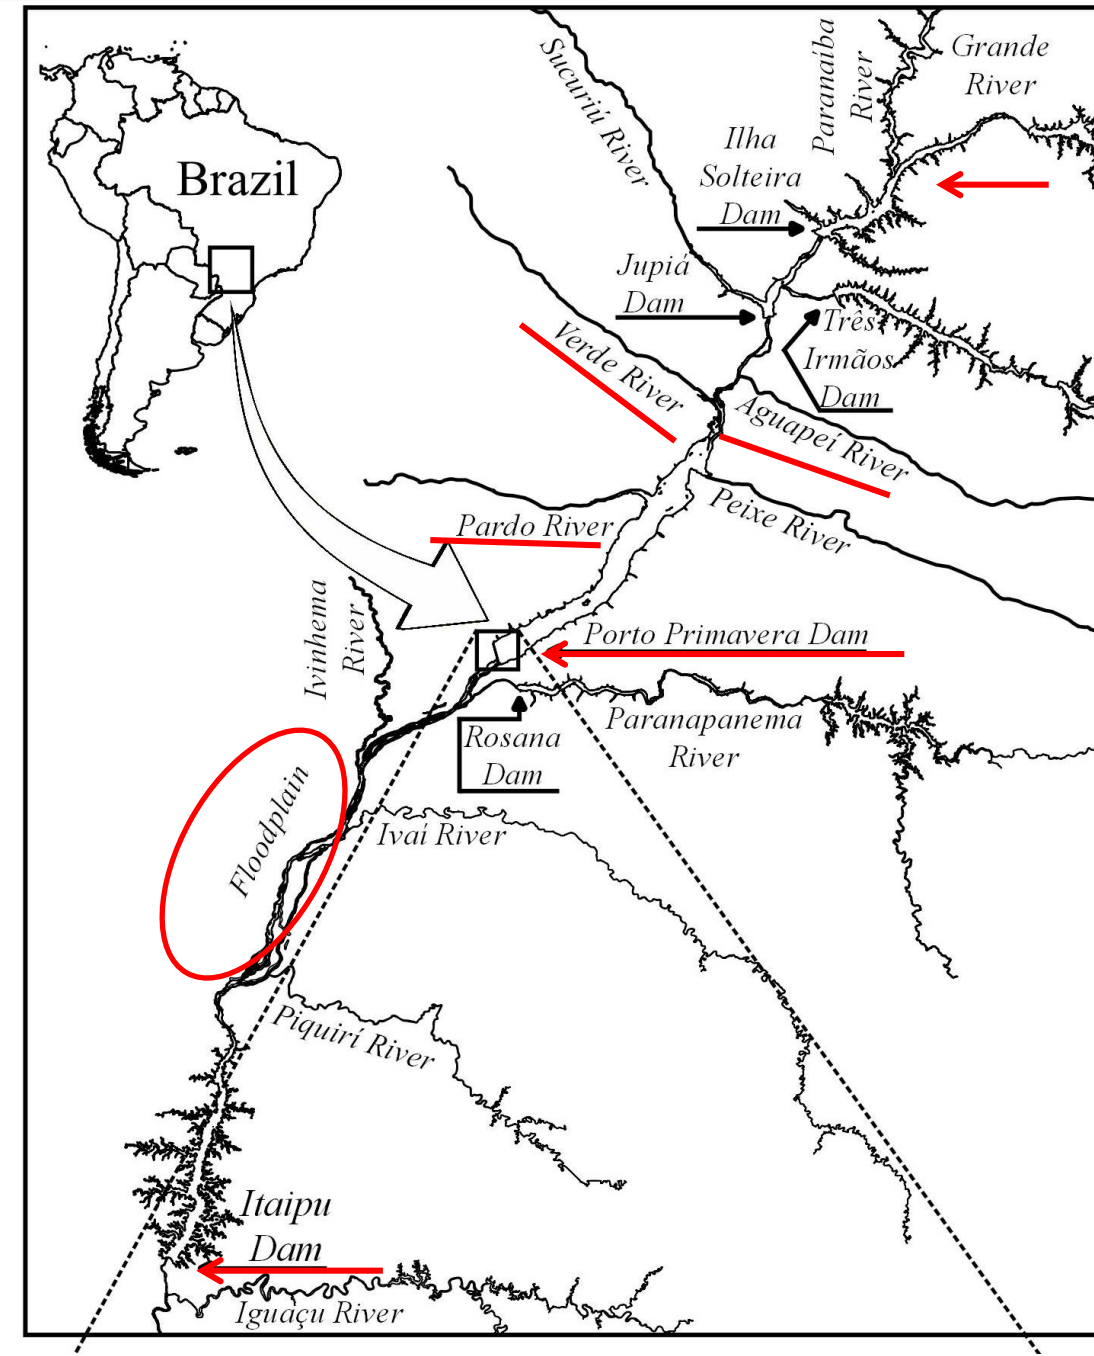 Brazil
Sucuriú River
Paranaíba
River
Grande
River
Ilha
Solteira
Dam
Jupiá
Dam
Três
Irmãos
Dam
Verde River
Aguapeí River
Peixe River
Pardo River
Ivinhema
River
Porto Primavera Dam
Paranapanema
River
Rosana
Dam
Floodplain
Ivaí River
Piquirí River
Itaipu
Dam
Iguaçu River